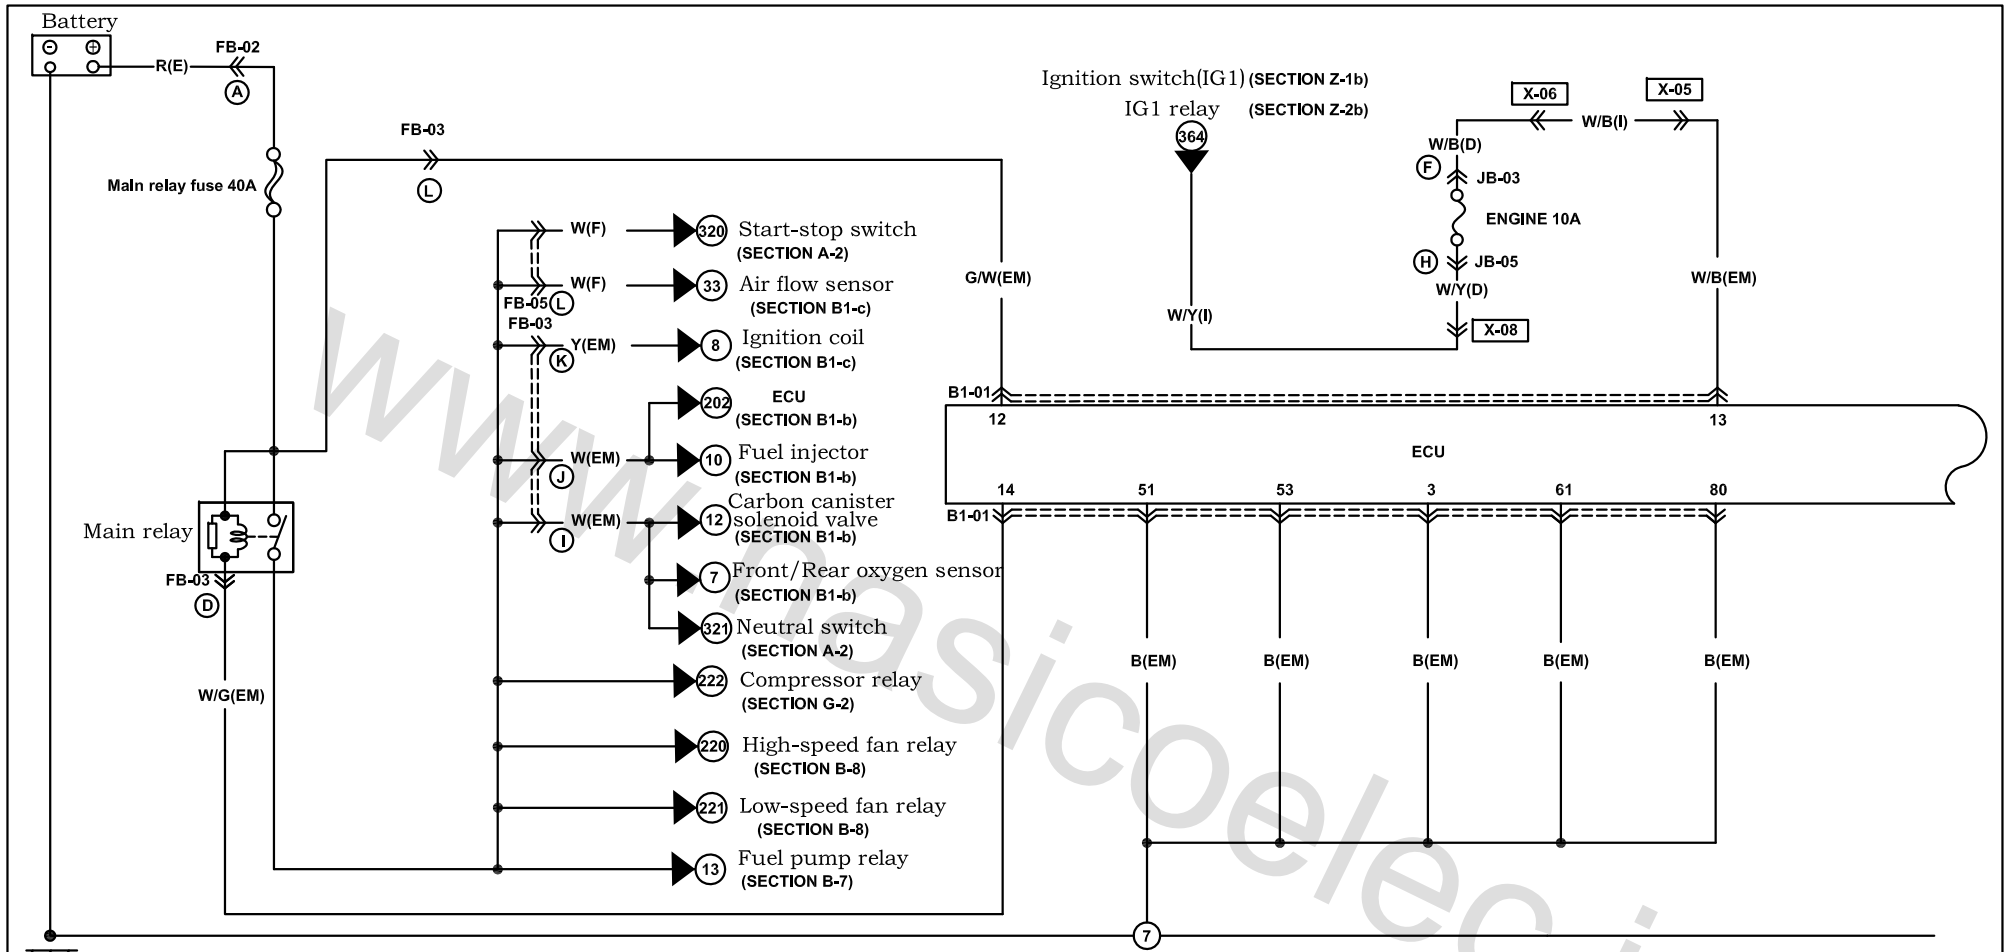 Battery
FB-02
R(E)
A
Main relay fuse 40A
FB-03
L
Ignition switch(IG1) (SECTION Z-1b)
IG1 relay (SECTION Z-2b)
364
X-06
X-05
W/B(I)
W/B(D)
F
JB-03
ENGINE 10A
H
JB-05
W/Y(D)
X-08
W/Y(I)
W/B(EM)
G/W(EM)
W(F)
320
Start-stop switch
(SECTION A-2)
W(F)
33
Air flow sensor
(SECTION B1-c)
FB-05
L
FB-03
Y(EM)
K
8
Ignition coil
(SECTION B1-c)
202
ECU
(SECTION B1-b)
W(EM)
J
10
Fuel injector
(SECTION B1-b)
W(EM)
I
12
Carbon canister
solenoid valve
(SECTION B1-b)
7
Front/Rear oxygen sensor
(SECTION B1-b)
321
Neutral switch
(SECTION A-2)
222
Compressor relay
(SECTION G-2)
220
High-speed fan relay
(SECTION B-8)
221
Low-speed fan relay
(SECTION B-8)
13
Fuel pump relay
(SECTION B-7)
Main relay
FB-03
D
W/G(EM)
B1-01
12
13
ECU
14
51
53
3
61
80
B1-01
B(EM)
B(EM)
B(EM)
B(EM)
B(EM)
7
www.nasicoelec.i